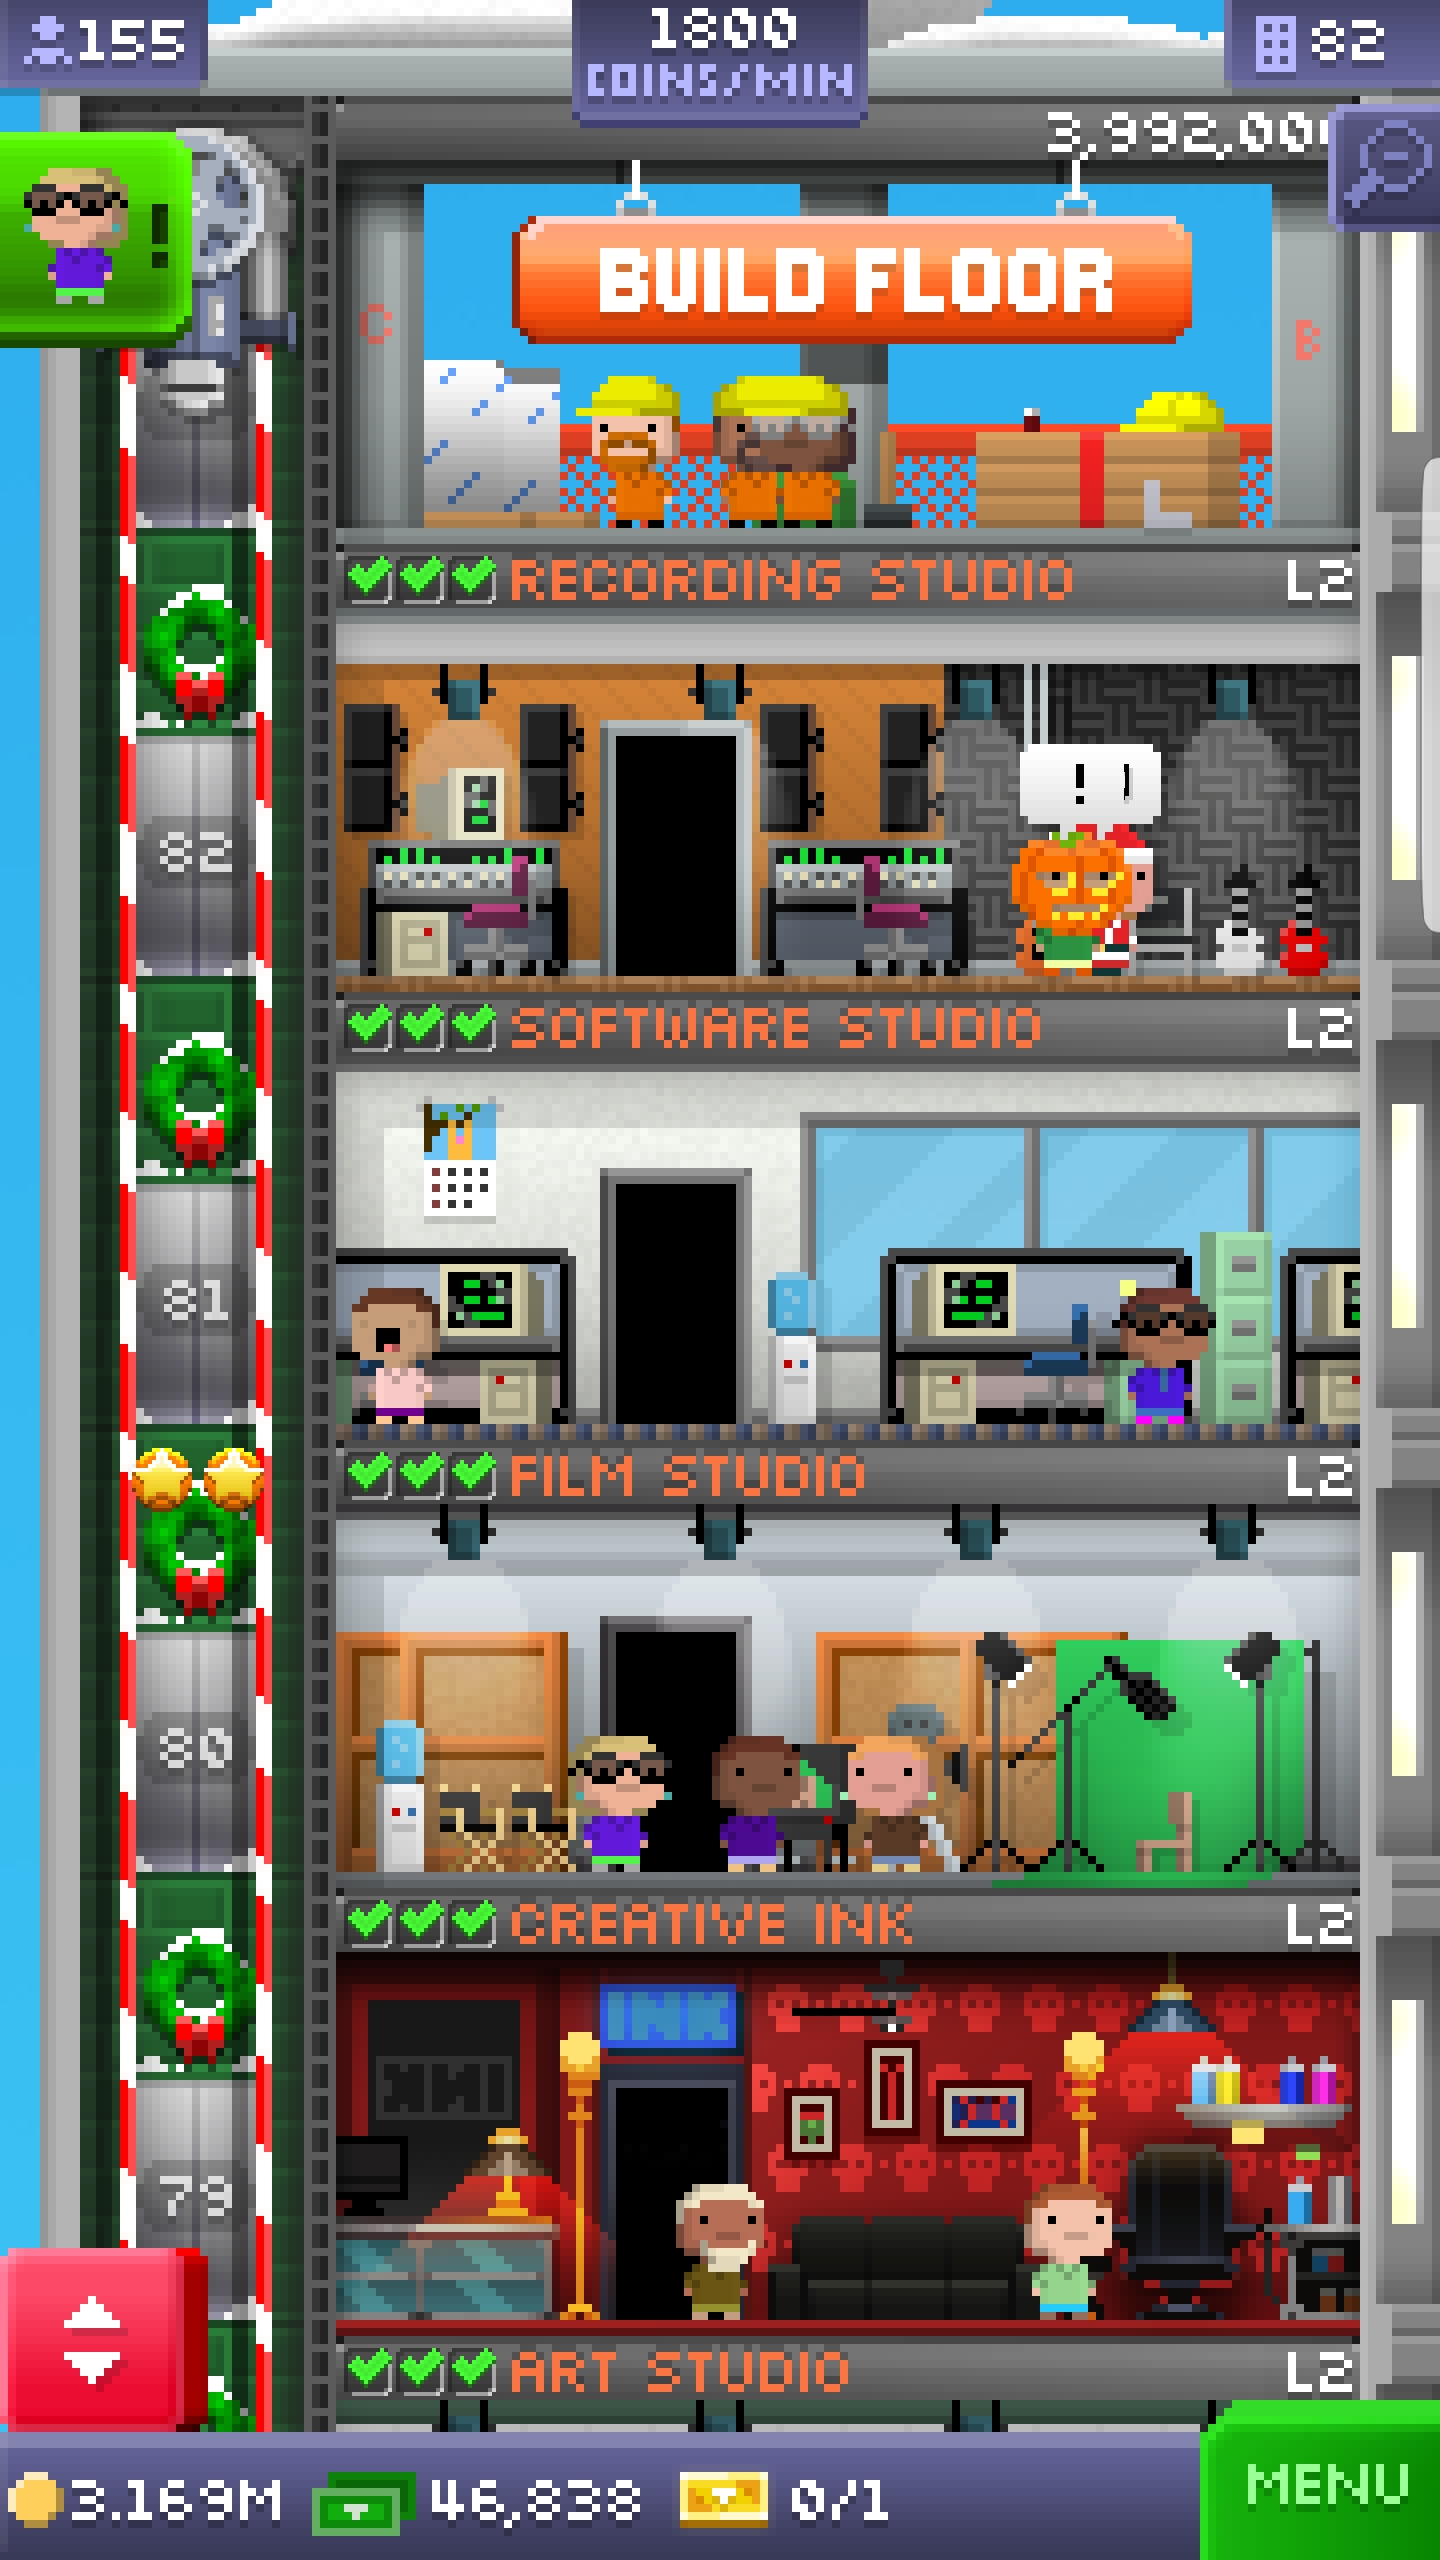 155
1800
COINS/MIN
82
3,992,00
C
BUILD FLOOR
B
RECORDING STUDIO L2
82
! )
SOFTWARE STUDIO L2
81
FILM STUDIO L2
80
CREATIVE INK L2
INK
79
ART STUDIO L2
3.169M 46,838 0/1
MENU